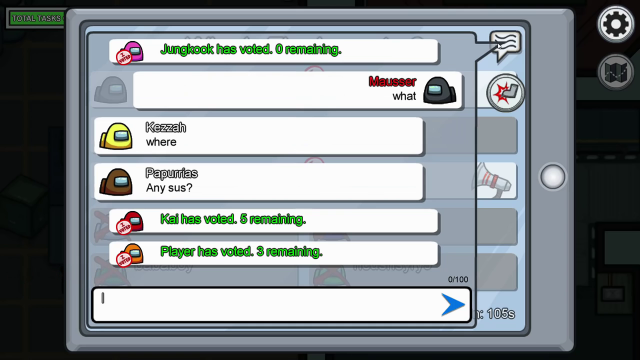 TOTAL TASKS
Jungkook has voted. 0 remaining.
Mausser
what
Kezzah
where
Papurrias
Any sus?
Kai has voted. 5 remaining.
Player has voted. 3 remaining.
0/100
105s